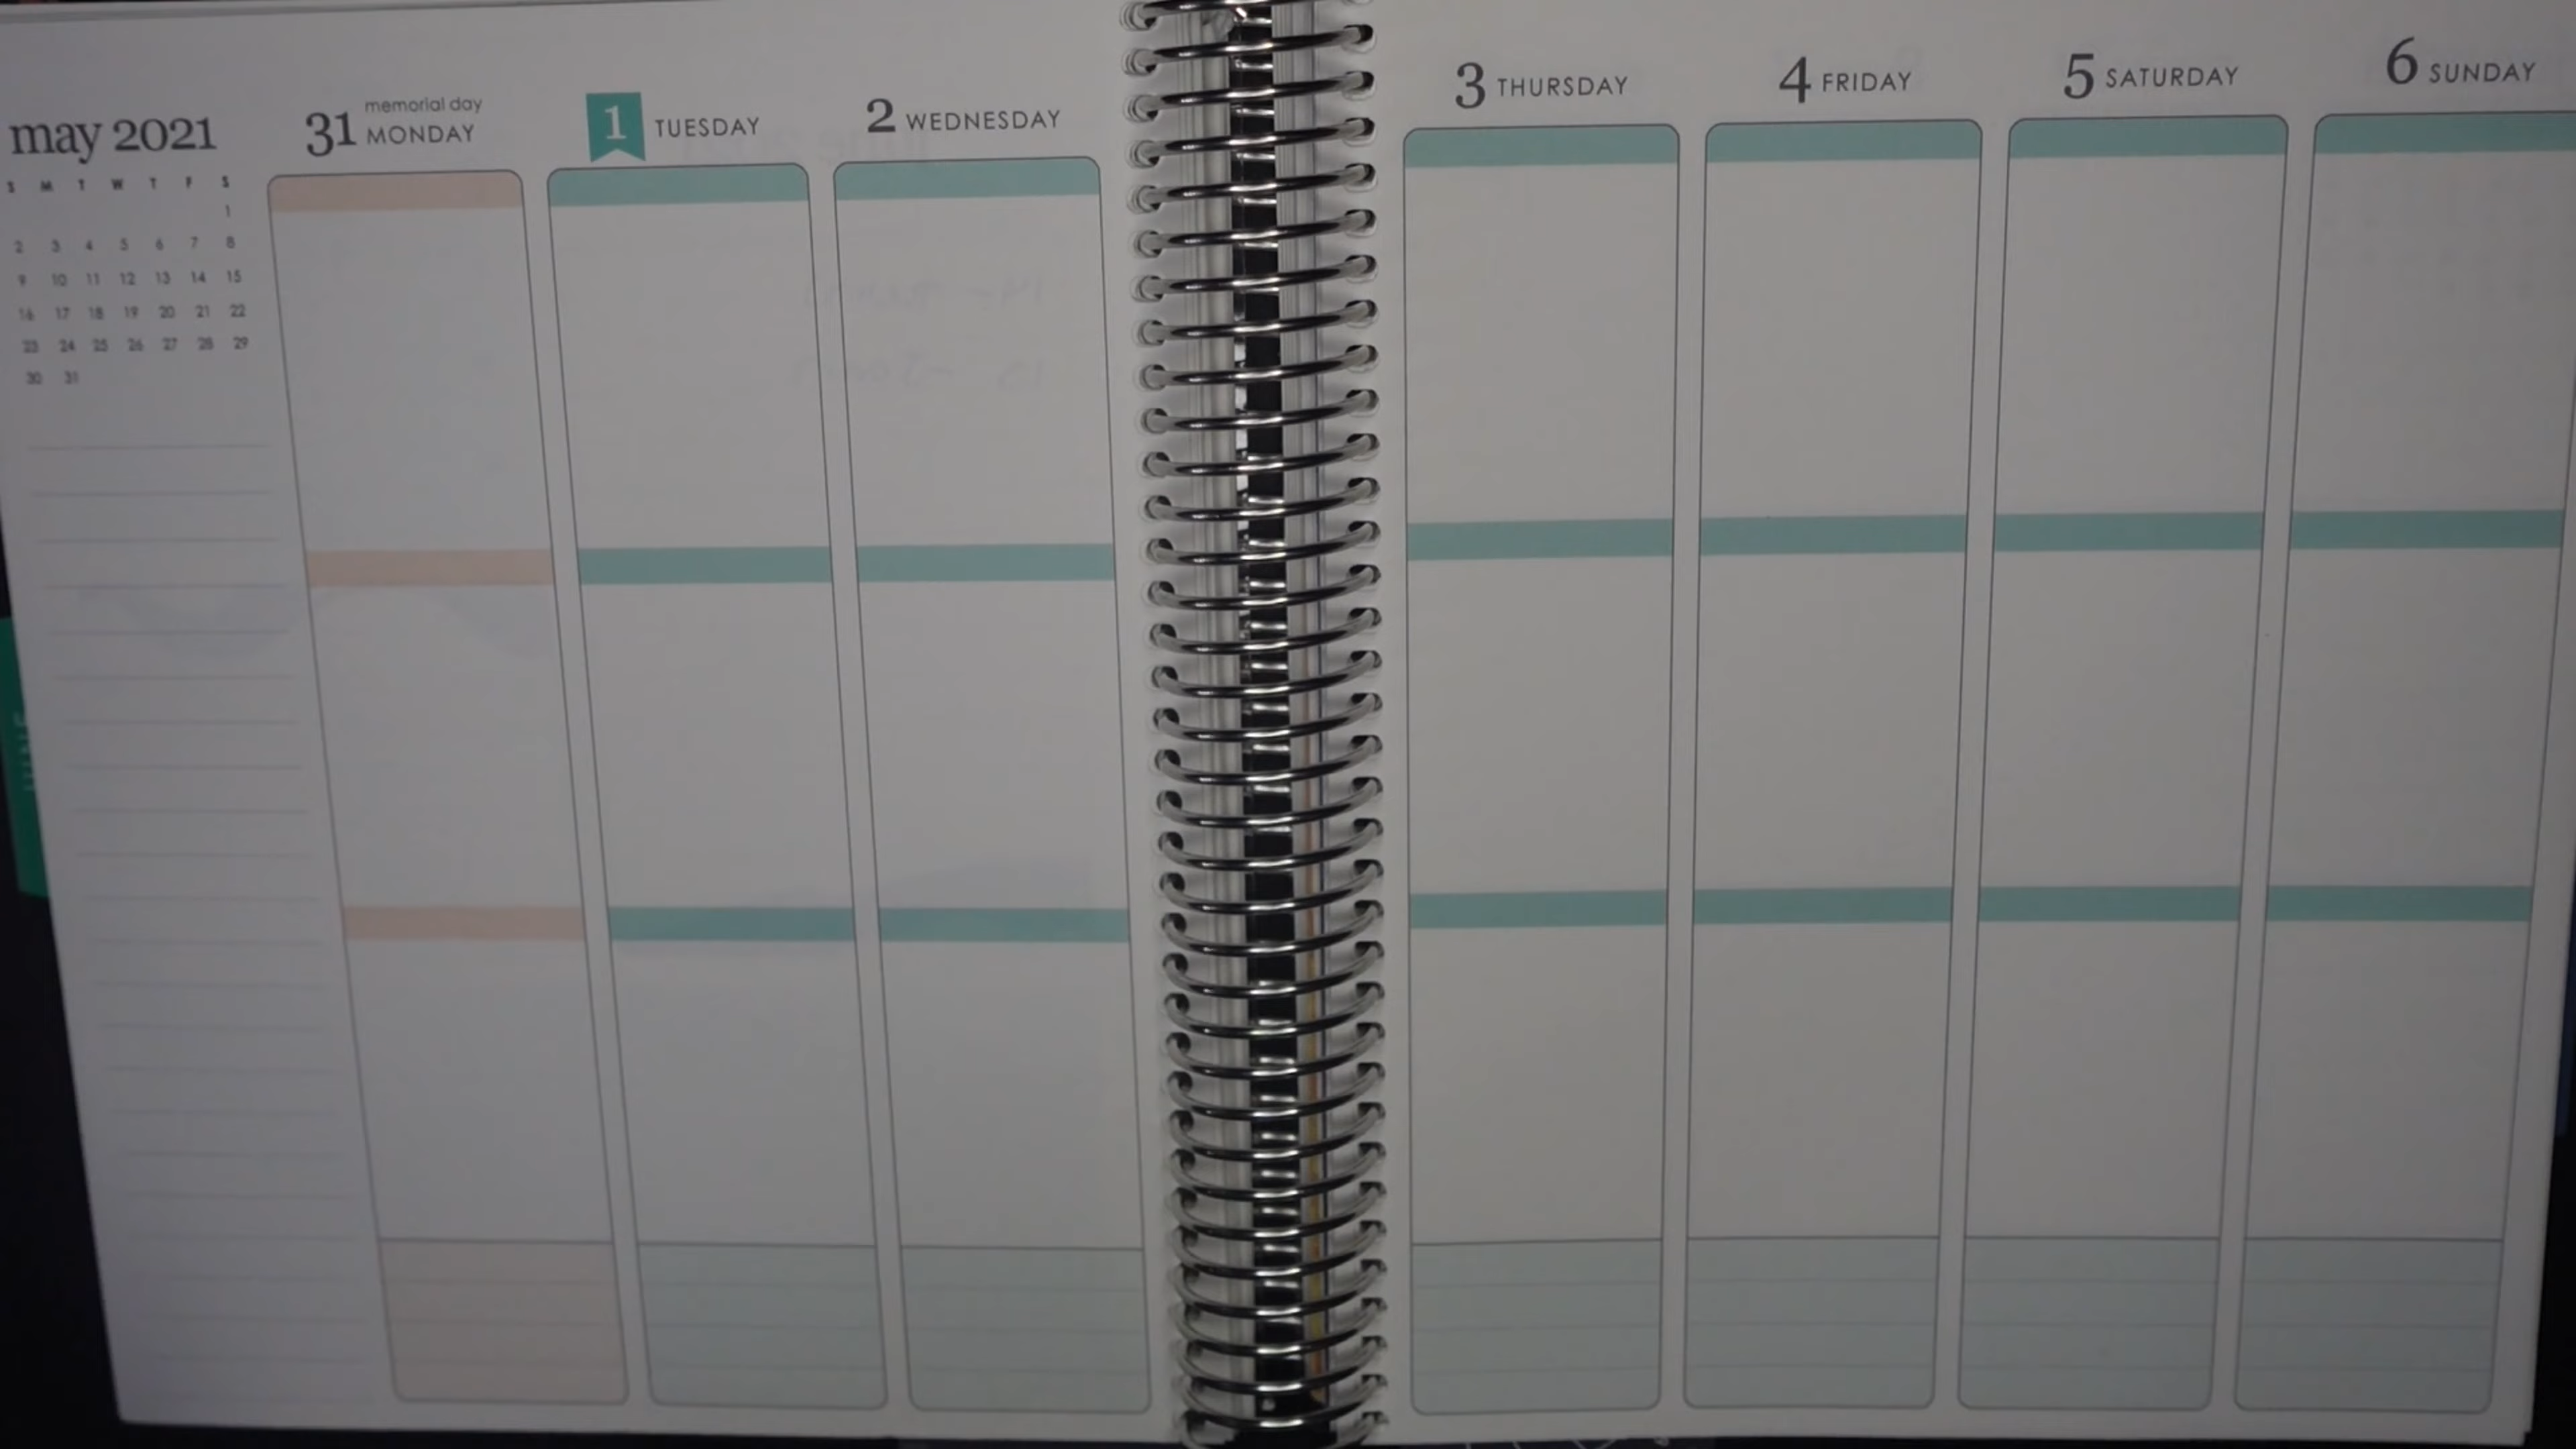 may 2021
S M T W T F S
1
2 3 4 5 6 7 8
9 10 11 12 13 14 15
16 17 18 19 20 21 22
23 24 25 26 27 28 29
30 31
31 memorial day
MONDAY
1 TUESDAY
2 WEDNESDAY
3 THURSDAY
4 FRIDAY
5 SATURDAY
6 SUNDAY
JUNE